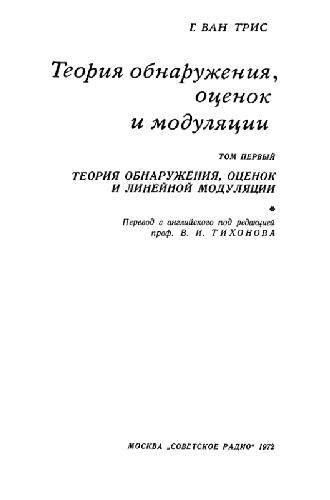 Г. ВАН ТРИС
Теория обнаружения,
оценок
и модуляции
ТОМ ПЕРВЫЙ
ТЕОРИЯ ОБНАРУЖЕНИЯ, ОЦЕНОК
И ЛИНЕЙНОЙ МОДУЛЯЦИИ
*
Перевод с английского под редакцией
проф. В. И. ТИХОНОВА
МОСКВА „СОВЕТСКОЕ РАДИО" 1972